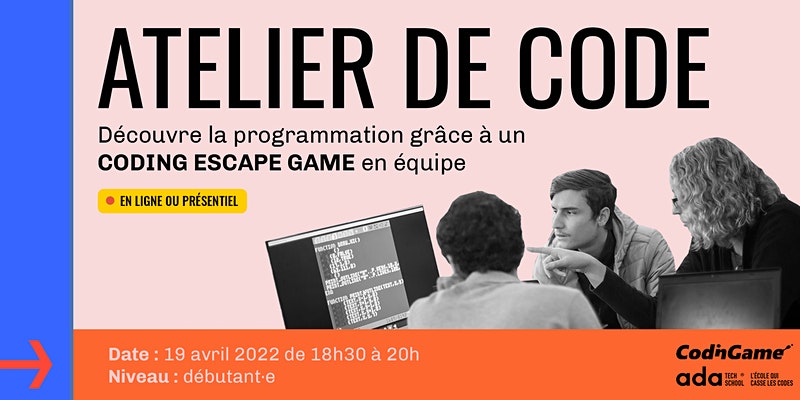 ATELIER DE CODE
Découvre la programmation grâce à un
CODING ESCAPE GAME en équipe
EN LIGNE OU PRÉSENTIEL
Date : 19 avril 2022 de 18h30 à 20h
Niveau : débutant·e
CodinGame
ada TECH SCHOOL
L'ÉCOLE QUI
CASSE LES CODES